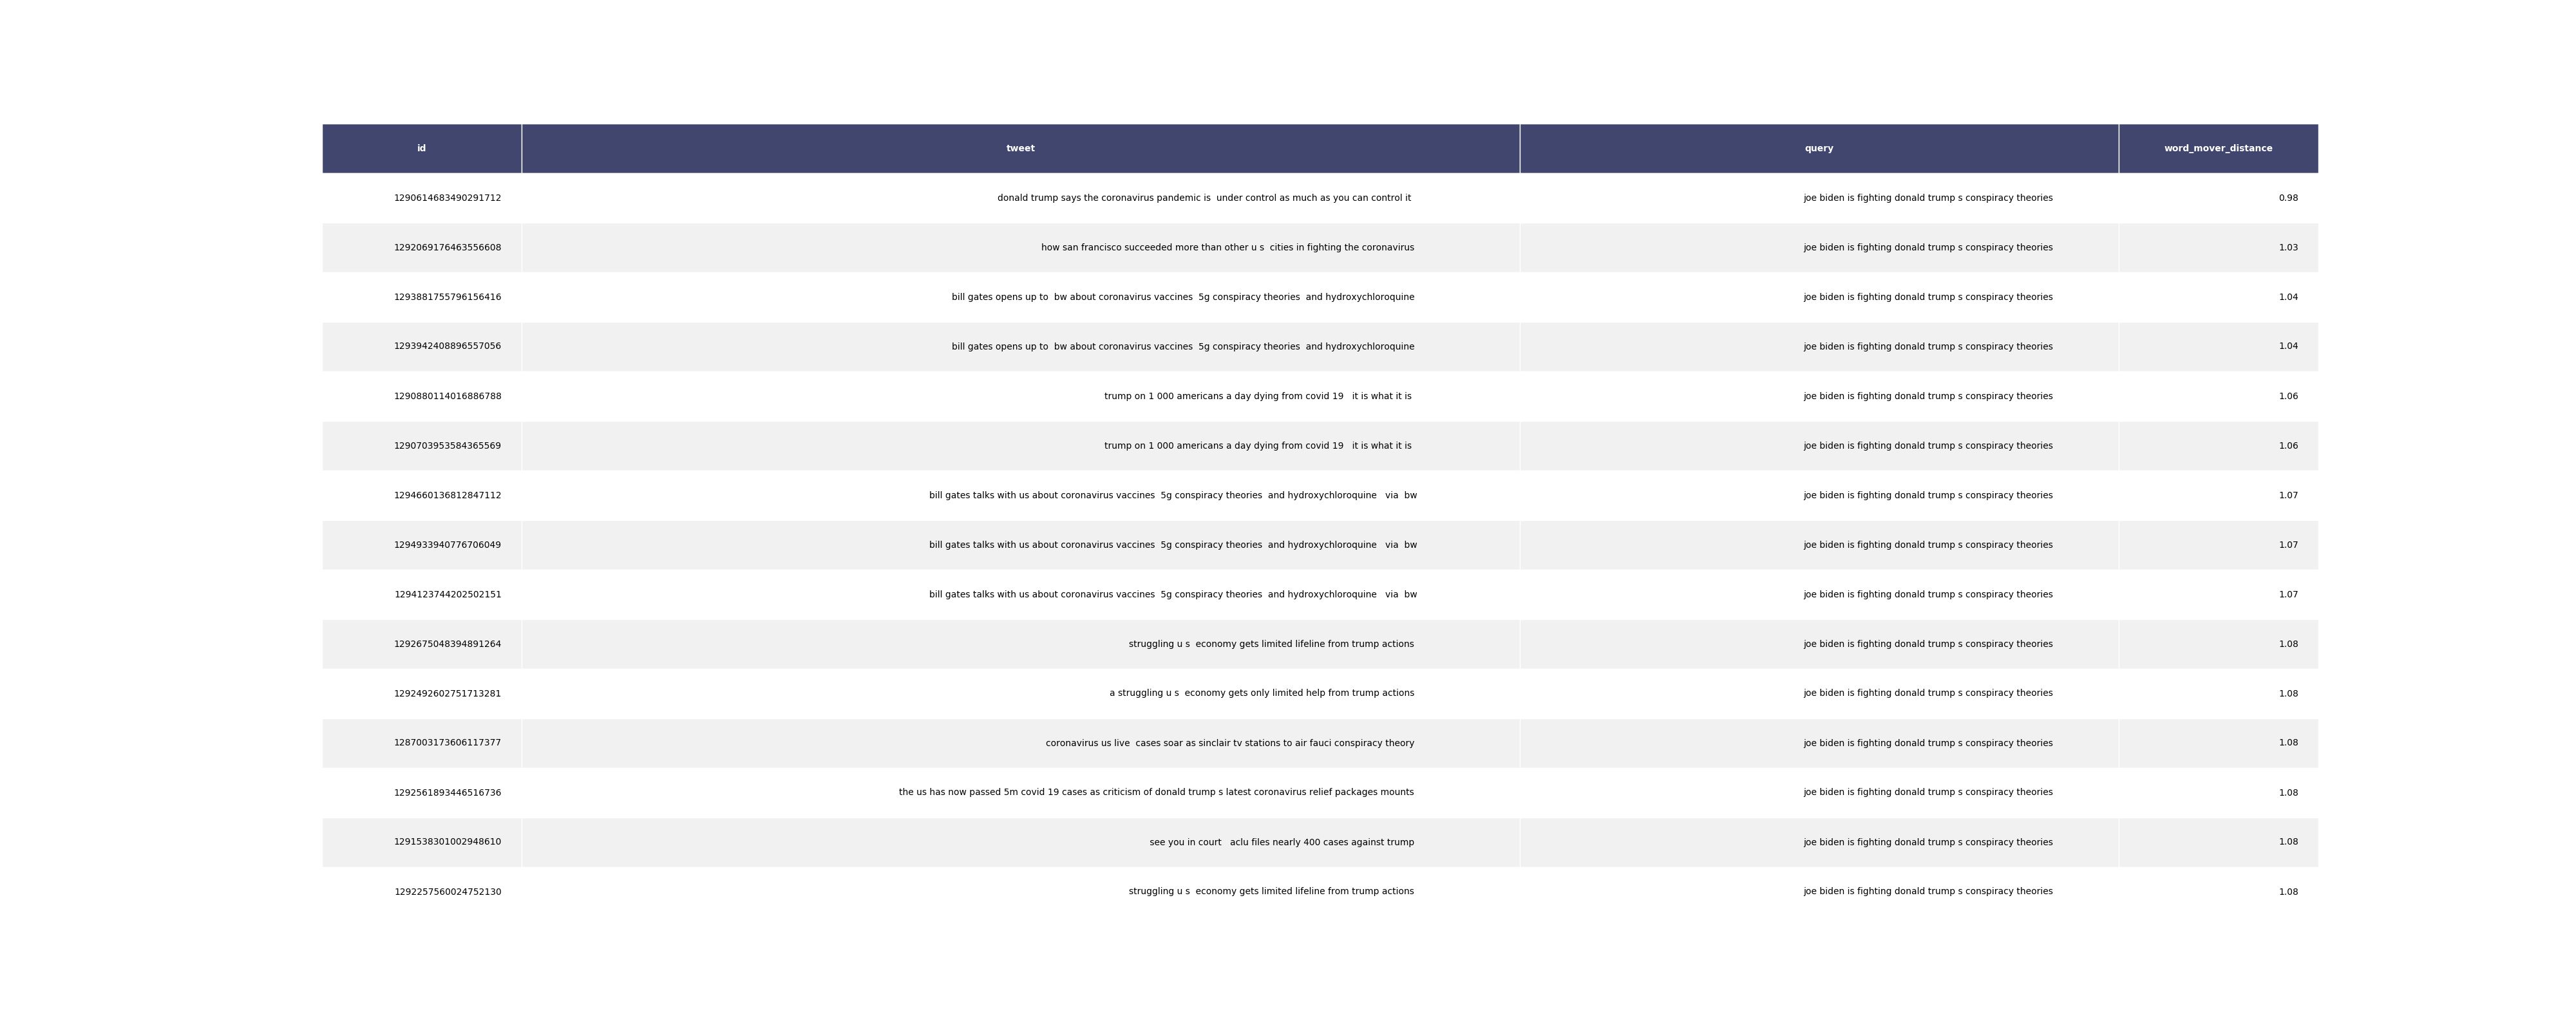 id tweet query word_mover_distance
1290614683490291712 donald trump says the coronavirus pandemic is  under control as much as you can control it joe biden is fighting donald trump s conspiracy theories 0.98
1292069176463556608 how san francisco succeeded more than other u s  cities in fighting the coronavirus joe biden is fighting donald trump s conspiracy theories 1.03
1293881755796156416 bill gates opens up to  bw about coronavirus vaccines  5g conspiracy theories  and hydroxychloroquine joe biden is fighting donald trump s conspiracy theories 1.04
1293942408896557056 bill gates opens up to  bw about coronavirus vaccines  5g conspiracy theories  and hydroxychloroquine joe biden is fighting donald trump s conspiracy theories 1.04
1290880114016886788 trump on 1 000 americans a day dying from covid 19   it is what it is joe biden is fighting donald trump s conspiracy theories 1.06
1290703953584365569 trump on 1 000 americans a day dying from covid 19   it is what it is joe biden is fighting donald trump s conspiracy theories 1.06
1294660136812847112 bill gates talks with us about coronavirus vaccines  5g conspiracy theories  and hydroxychloroquine   via  bw joe biden is fighting donald trump s conspiracy theories 1.07
1294933940776706049 bill gates talks with us about coronavirus vaccines  5g conspiracy theories  and hydroxychloroquine   via  bw joe biden is fighting donald trump s conspiracy theories 1.07
1294123744202502151 bill gates talks with us about coronavirus vaccines  5g conspiracy theories  and hydroxychloroquine   via  bw joe biden is fighting donald trump s conspiracy theories 1.07
1292675048394891264 struggling u s  economy gets limited lifeline from trump actions joe biden is fighting donald trump s conspiracy theories 1.08
1292492602751713281 a struggling u s  economy gets only limited help from trump actions joe biden is fighting donald trump s conspiracy theories 1.08
1287003173606117377 coronavirus us live  cases soar as sinclair tv stations to air fauci conspiracy theory joe biden is fighting donald trump s conspiracy theories 1.08
1292561893446516736 the us has now passed 5m covid 19 cases as criticism of donald trump s latest coronavirus relief packages mounts joe biden is fighting donald trump s conspiracy theories 1.08
1291538301002948610 see you in court   aclu files nearly 400 cases against trump joe biden is fighting donald trump s conspiracy theories 1.08
1292257560024752130 struggling u s  economy gets limited lifeline from trump actions joe biden is fighting donald trump s conspiracy theories 1.08